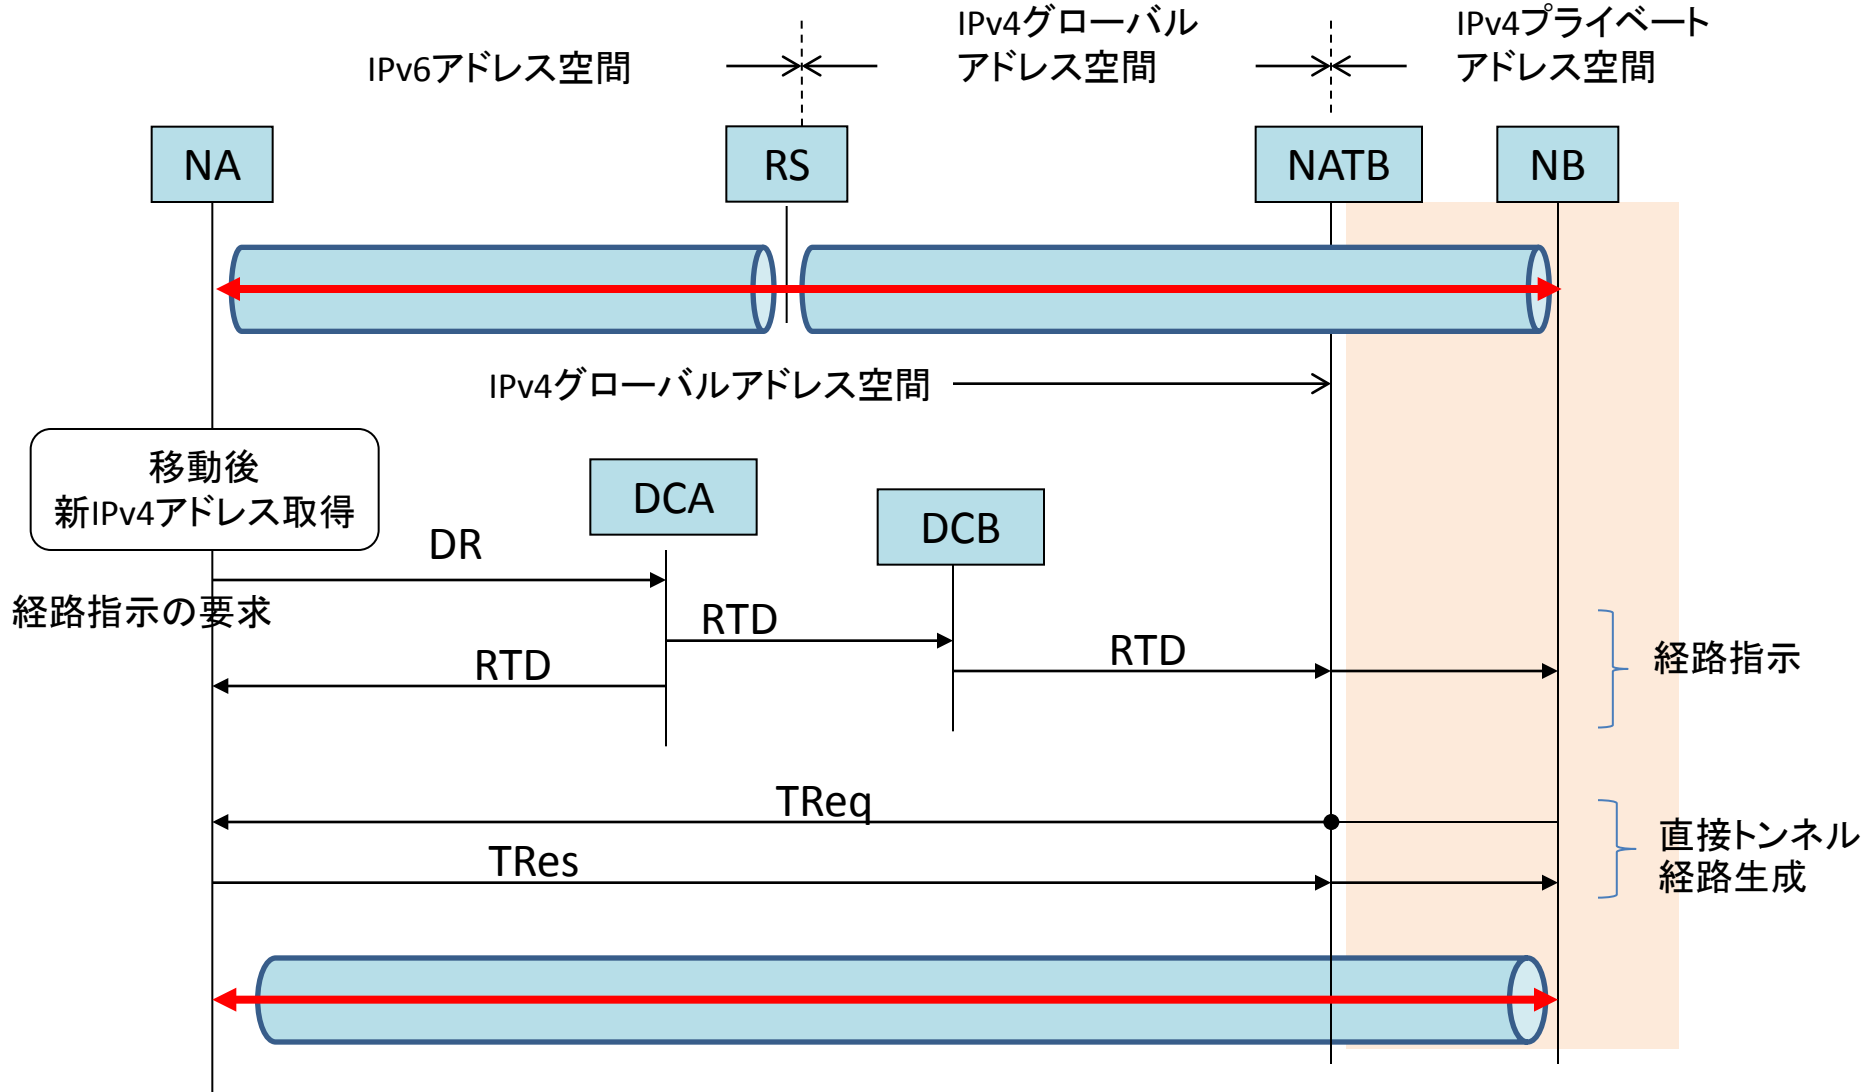 IPv6アドレス空間
IPv4グローバル
アドレス空間
IPv4プライベート
アドレス空間
NA
RS
NATB
NB
IPv4グローバルアドレス空間
移動後
新IPv4アドレス取得
DCA
DCB
DR
経路指示の要求
RTD
RTD
RTD
経路指示
TReq
TRes
直接トンネル
経路生成